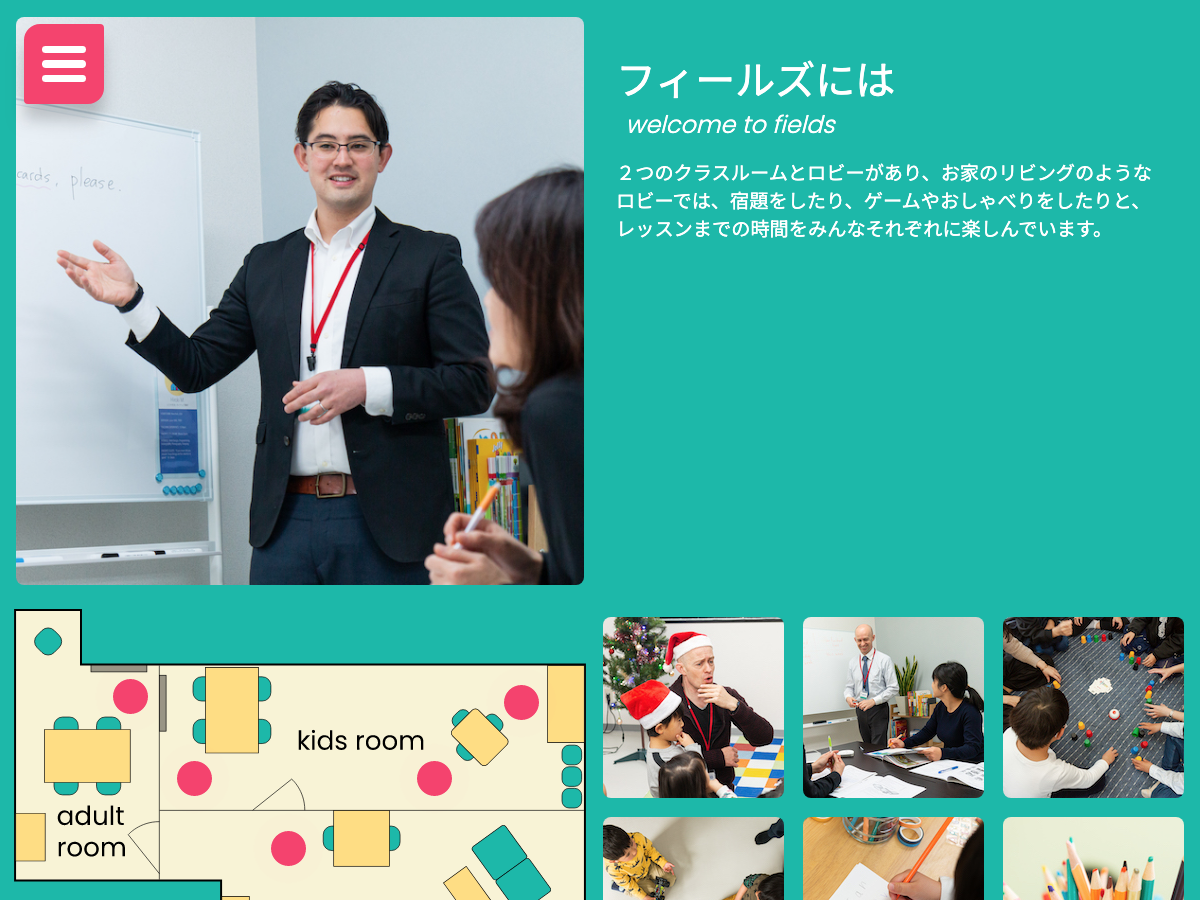 cards, please.
フィールズには
welcome to fields
２つのクラスルームとロビーがあり、お家のリビングのような
ロビーでは、宿題をしたり、ゲームやおしゃべりをしたりと、
レッスンまでの時間をみんなそれぞれに楽しんでいます。
kids room
adult
room